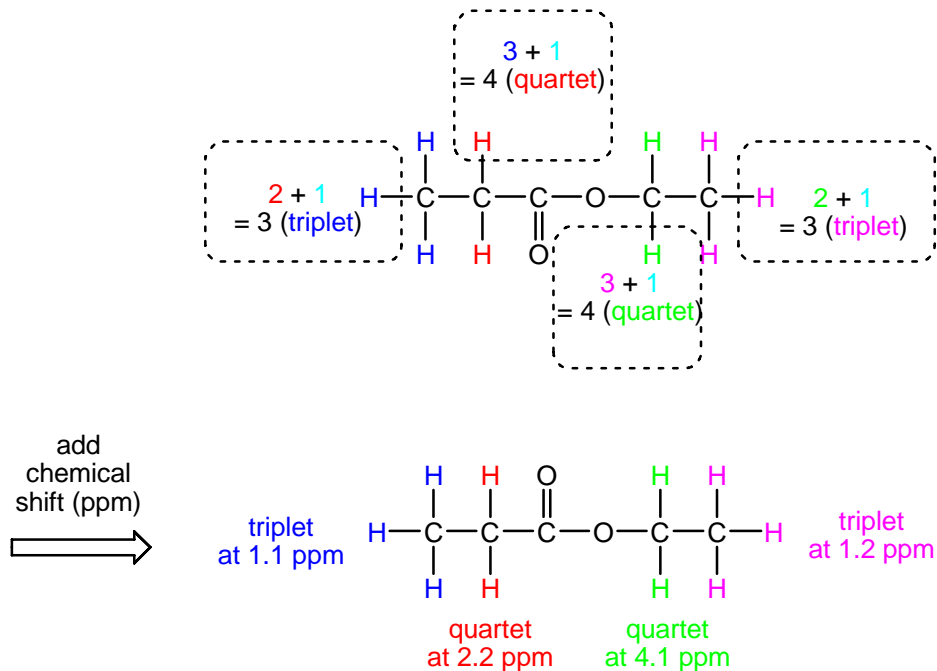 3 + 1
= 4 (quartet)
H H H H
2 + 1
= 3 (triplet)
H C C C O C C H
2 + 1
= 3 (triplet)
H H O H H
3 + 1
= 4 (quartet)
add
chemical
shift (ppm)
H H O H H
triplet
at 1.1 ppm
H C C C O C C H
triplet
at 1.2 ppm
H H H H
quartet
at 2.2 ppm
quartet
at 4.1 ppm